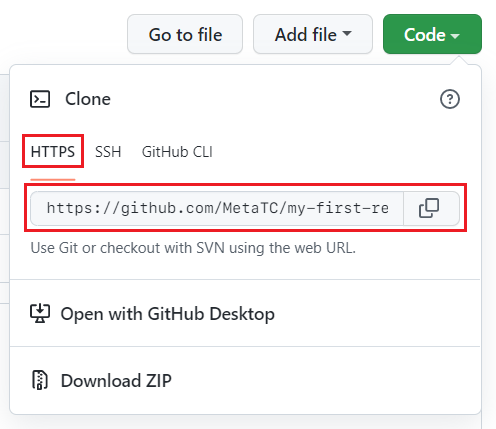 Go to file Add file Code
Clone
HTTPS SSH GitHub CLI
https://github.com/MetaTC/my-first-re
Use Git or checkout with SVN using the web URL.
Open with GitHub Desktop
Download ZIP